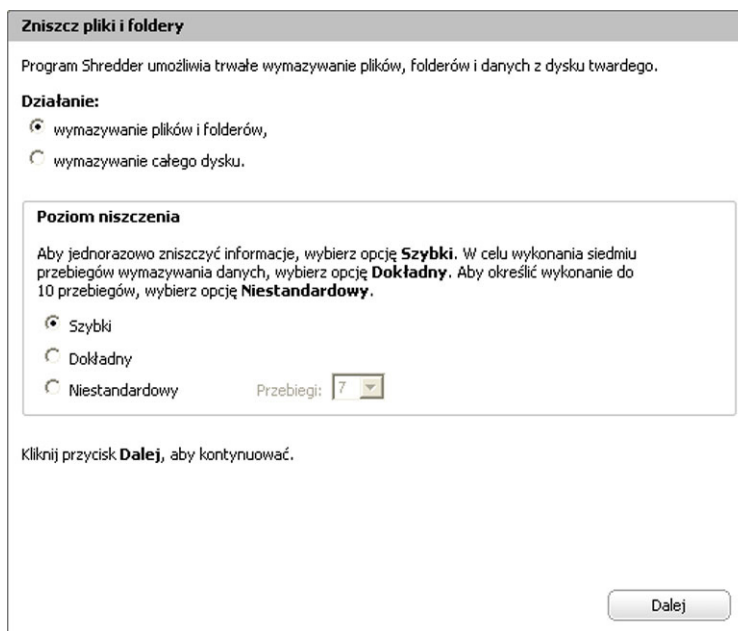 Zniszcz pliki i foldery
Program Shredder umożliwia trwałe wymazywanie plików, folderów i danych z dysku twardego.
Działanie:
wymazywanie plików i folderów,
wymazywanie całego dysku.
Poziom niszczenia
Aby jednorazowo zniszczyć informacje, wybierz opcję Szybki. W celu wykonania siedmiu
przebiegów wymazywania danych, wybierz opcję Dokładny. Aby określić wykonanie do
10 przebiegów, wybierz opcję Niestandardowy.
Szybki
Dokładny
Niestandardowy Przebiegi: 7
Kliknij przycisk Dalej, aby kontynuować.
Dalej